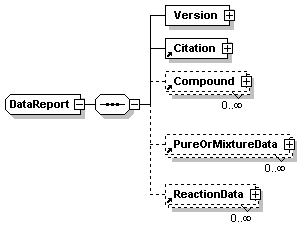 Version
Citation
Compound
0..∞
DataReport
PureOrMixtureData
0..∞
ReactionData
0..∞